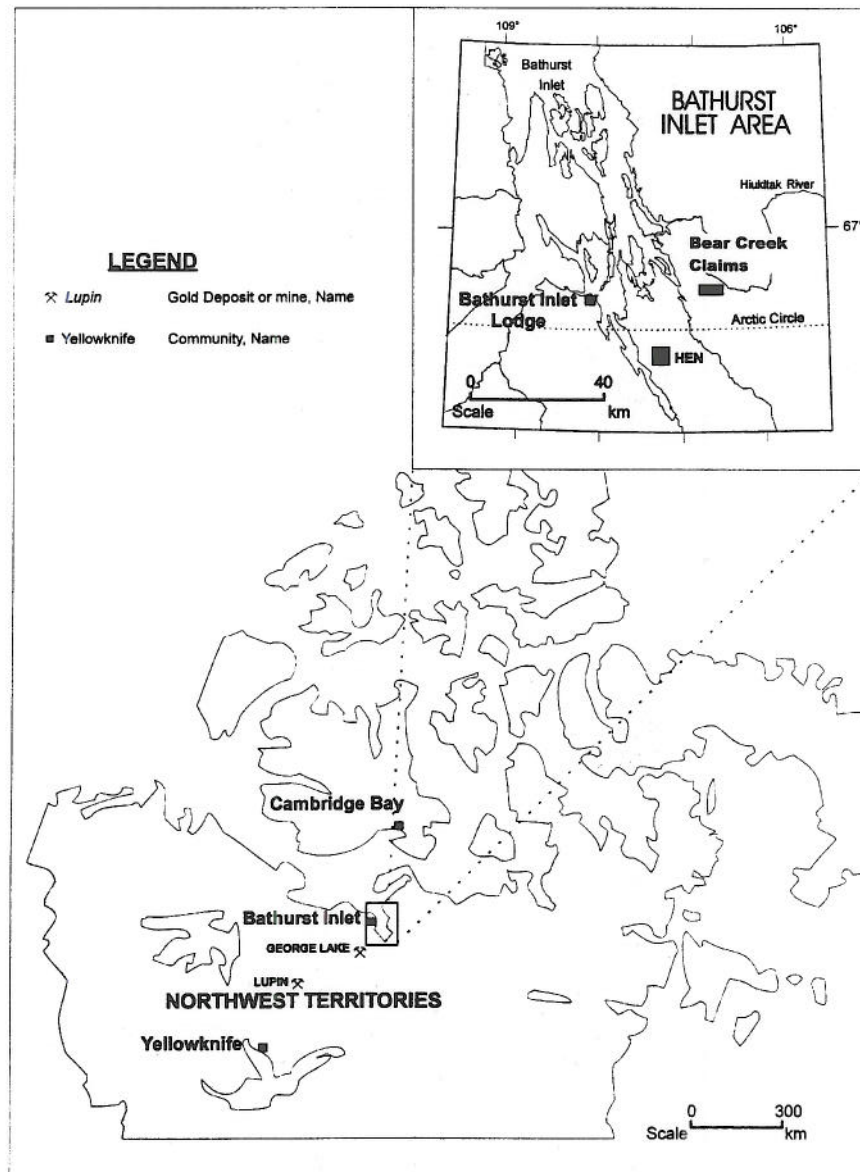 109°
106°
Bathurst
Inlet
BATHURST
INLET AREA
Hiukitak River
67°
Bear Creek
Claims
Bathurst Inlet
Lodge
Arctic Circle
HEN
0 40
Scale km
LEGEND
Lupin Gold Deposit or mine, Name
Yellowknife Community, Name
Cambridge Bay
Bathurst Inlet
GEORGE LAKE
LUPIN
NORTHWEST TERRITORIES
Yellowknife
0 300
Scale km